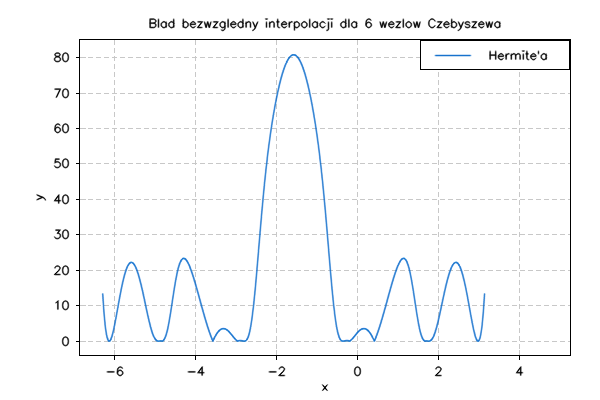 Blad bezwzgledny interpolacji dla 6 wezlow Czebyszewa
Hermite'a
80
70
60
50
40
30
20
10
0
y
−6 −4 −2 0 2 4
x